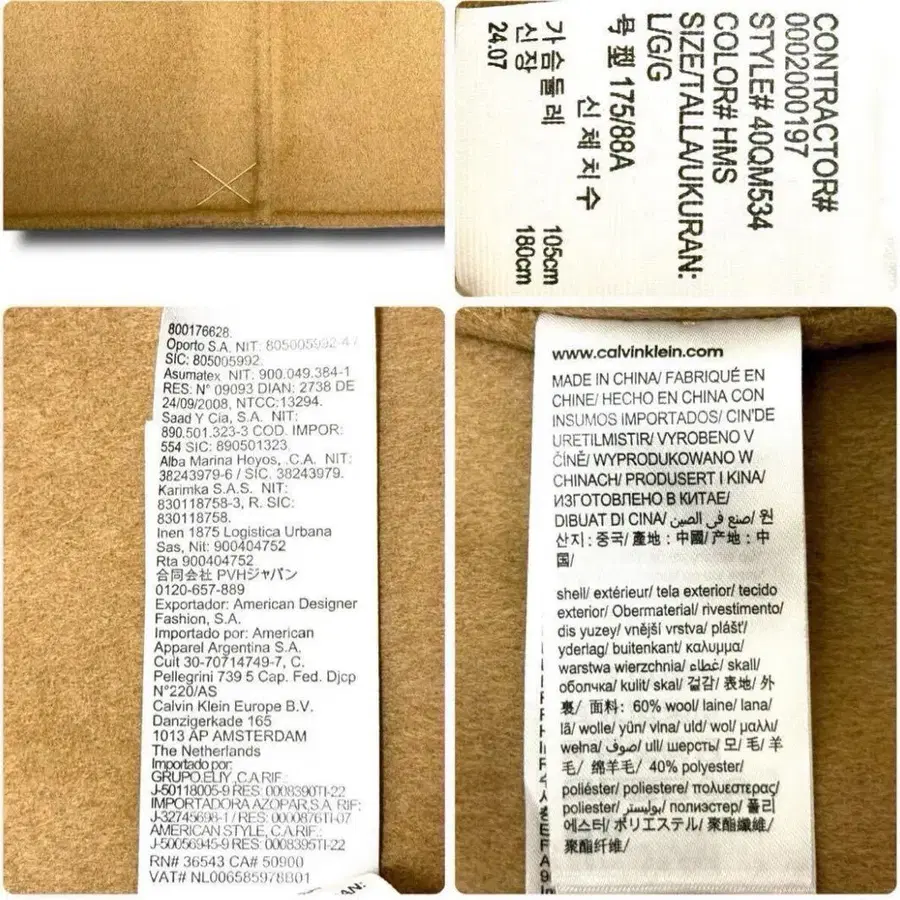 CONTRACTOR#
0002000197
STYLE# 40QM534
COLOR# HMS
SIZE/TALLA/UKURAN:
L/G/G
号型 175/88A
신체치수
가슴둘레 105cm
신장 180cm
24.07
800176628.
Oporto S.A. NIT: 805005992-4
SIC: 805005992.
Asumatex NIT: 900.049.384-1
RES: N° 09093 DIAN: 2738 DE
24/09/2008, NTCC:13294.
Saad Y Cia, S.A. NIT:
890.501.323-3 COD. IMPOR:
554 SIC: 890501323.
Alba Marina Hoyos, .C.A. NIT:
38243979-6 / SIC. 38243979.
Karimka S.A.S. NIT:
830118758-3, R. SIC:
830118758.
Inen 1875 Logistica Urbana
Sas, Nit: 900404752
Rta 900404752
合同会社 PVHジャパン
0120-657-889
Exportador: American Designer
Fashion, S.A.
Importado por: American
Apparel Argentina S.A.
Cuit 30-70714749-7, C.
Pellegrini 739 5 Cap. Fed. Djcp
N°220/AS
Calvin Klein Europe B.V.
Danzigerkade 165
1013 AP AMSTERDAM
The Netherlands
Importado por:
GRUPO.EUY ,C.A.RIF.:
J-50118005-9 RES: 0008390TI-22
IMPORTADORA AZOPAR,S.A. RIF:
J-32745698-1 / RES: 0000876TI-07
AMERICAN STYLE, C.A.RIF.:
J-50056945-9 RES: 0008395TI-22
RN# 36543 CA# 50900
VAT# NL006585978B01
AN:
www.calvinklein.com
MADE IN CHINA/ FABRIQUÉ EN
CHINE/ HECHO EN CHINA CON
INSUMOS IMPORTADOS/ CIN'DE
URETILMISTIR/ VYROBENO V
ČÍNĚ/ WYPRODUKOWANO W
CHINACH/ PRODUSERT I KINA/
ИЗГОТОВЛЕНО В КИТАЕ/
DIBUAT DI CINA/ صنع في الصين/ 원
산지 : 중국/ 產地 : 中國/ 产地 : 中
国/
shell/ extérieur/ tela exterior/ tecido
exterior/ Obermaterial/ rivestimento/
dis yuzey/ vnější vrstva/ plášť/
yderlag/ buitenkant/ καλυμμα/
warstwa wierzchnia/ غطاء/ skall/
оболчка/ kulit/ skal/ 겉감/ 表地/ 外
裏/ 面料: 60% wool/ laine/ lana/
lã/ wolle/ yün/ vlna/ uld/ wol/ μαλλι/
wełna/ صوف/ ull/ шерсть/ 모/ 毛/ 羊
毛/ 绵羊毛/ 40% polyester/
poliéster/ poliestere/ πολυεστερας/
poliester/ بوليستر/ полиэстер/ 폴리
에스터/ ポリエステル/ 聚酯纖維/
聚酯纤维/